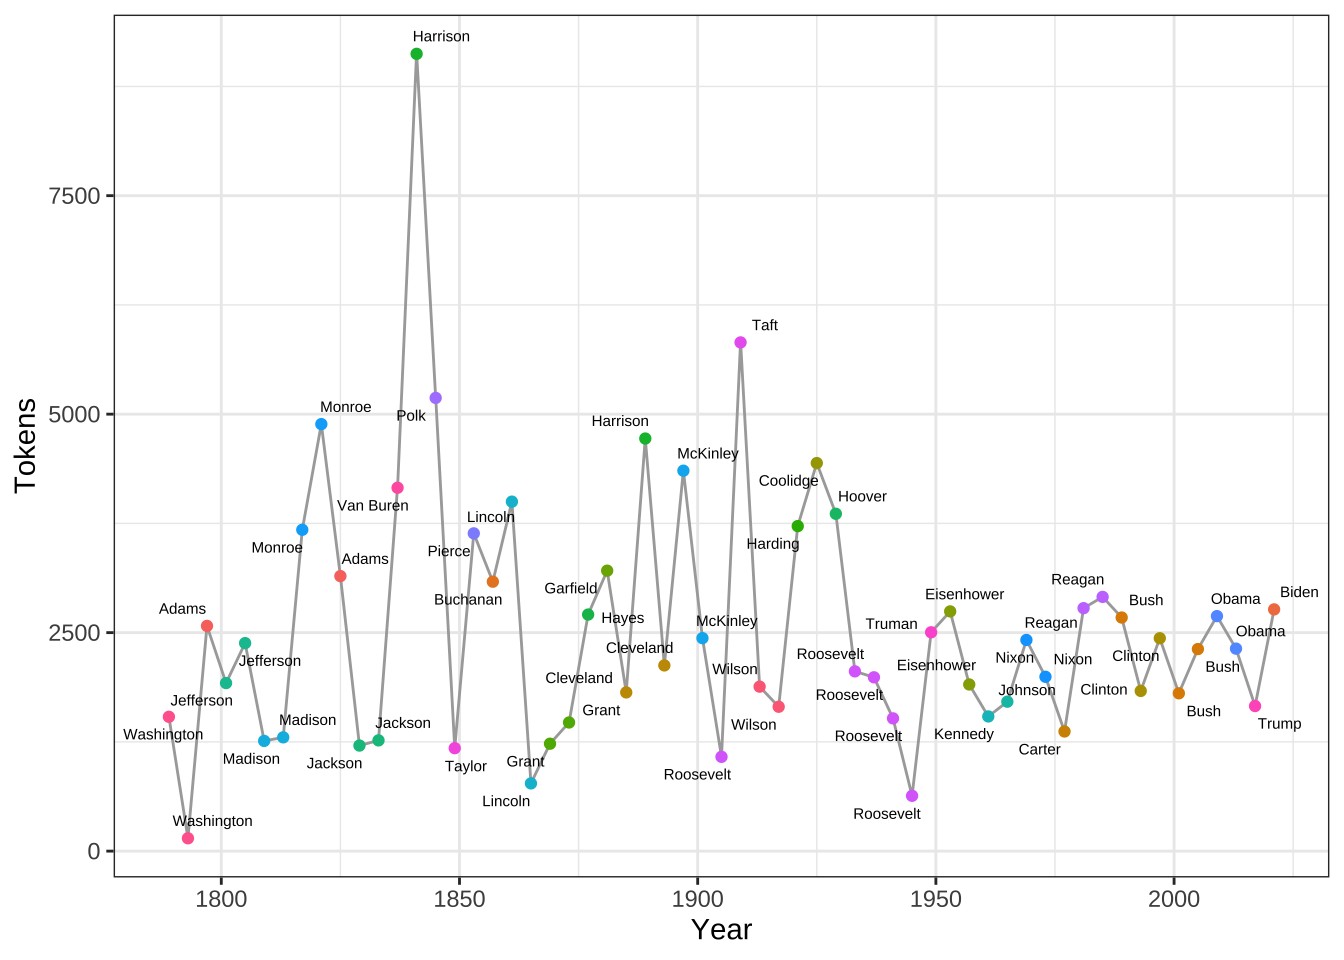 Harrison
7500
Taft
5000
Monroe
Polk
Harrison
McKinley
Coolidge
Hoover
Van Buren
Lincoln
Monroe
Pierce
Harding
Adams
Reagan
Garfield
Eisenhower
Biden
Buchanan
Obama
Bush
Adams
Hayes
McKinley
Truman
Reagan
Obama
2500
Cleveland
Roosevelt
Nixon
Nixon
Clinton
Jefferson
Wilson
Eisenhower
Bush
Cleveland
Johnson
Clinton
Roosevelt
Jefferson
Grant
Bush
Madison
Jackson
Wilson
Trump
Washington
Roosevelt
Kennedy
Carter
Madison
Jackson
Grant
Taylor
Roosevelt
Lincoln
Roosevelt
Washington
0
1800
1850
1900
1950
2000
Year
Tokens